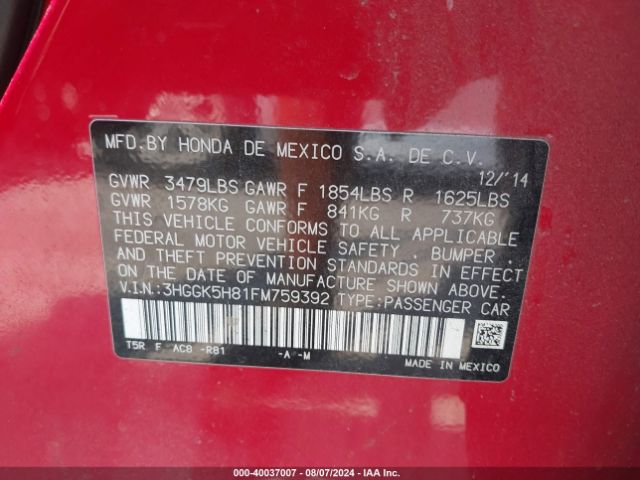 MFD.BY HONDA DE MEXICO S.A. DE C.V.
12/'14
GVWR 3479LBS GAWR F 1854LBS R 1625LBS
GVWR 1578KG GAWR F 841KG R 737KG
THIS VEHICLE CONFORMS TO ALL APPLICABLE
FEDERAL MOTOR VEHICLE SAFETY , BUMPER ,
AND THEFT PREVENTION STANDARDS IN EFFECT
ON THE DATE OF MANUFACTURE SHOWN ABOVE.
V.I.N.:3HGGK5H81FM759392 TYPE:PASSENGER CAR
T5R F AC8 -R81 -A -M
MADE IN MEXICO
(40)-40037007 - 08/07/2024 - IAA Inc.